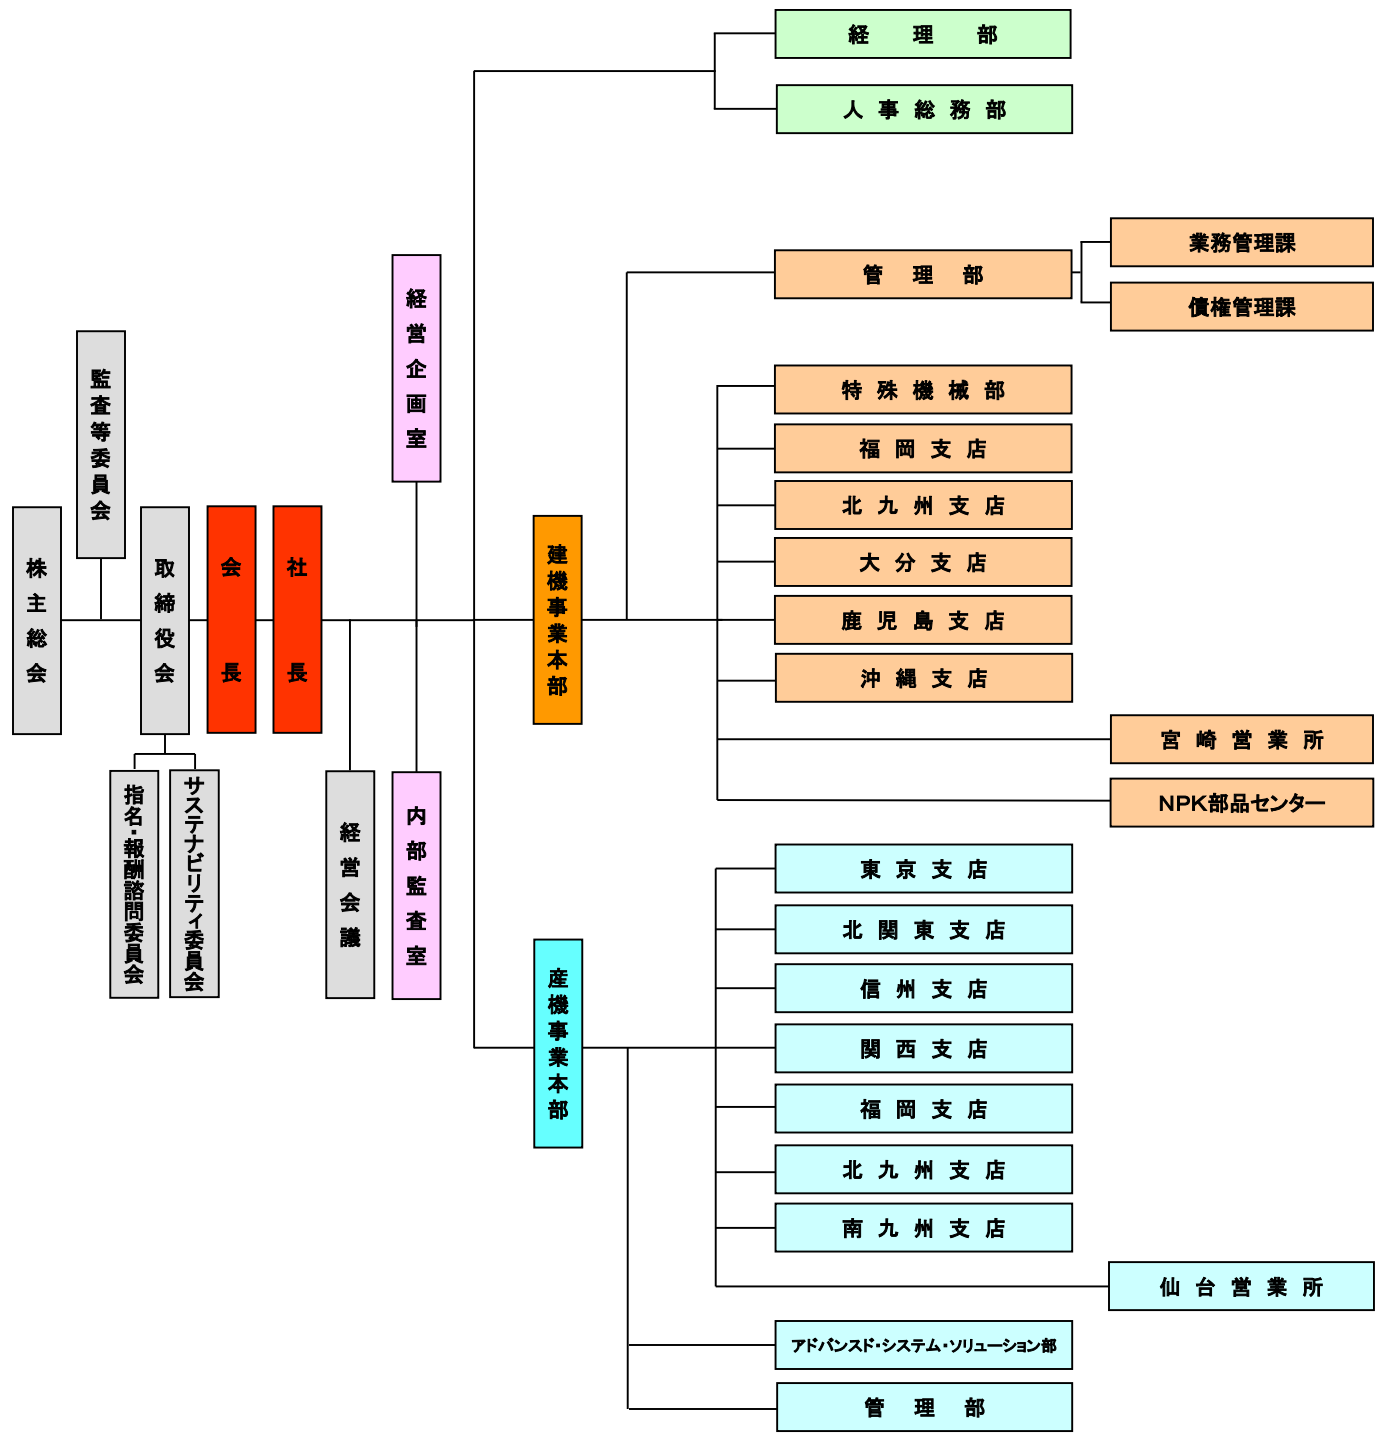 株主総会
監査等委員会
取締役会
指名・報酬諮問委員会
サステナビリティ委員会
会長
社長
経営会議
経営企画室
内部監査室
経理部
人事総務部
建機事業本部
管理部
業務管理課
債権管理課
特殊機械部
福岡支店
北九州支店
大分支店
鹿児島支店
沖縄支店
宮崎営業所
NPK部品センター
産機事業本部
東京支店
北関東支店
信州支店
関西支店
福岡支店
北九州支店
南九州支店
仙台営業所
アドバンスド・システム・ソリューション部
管理部